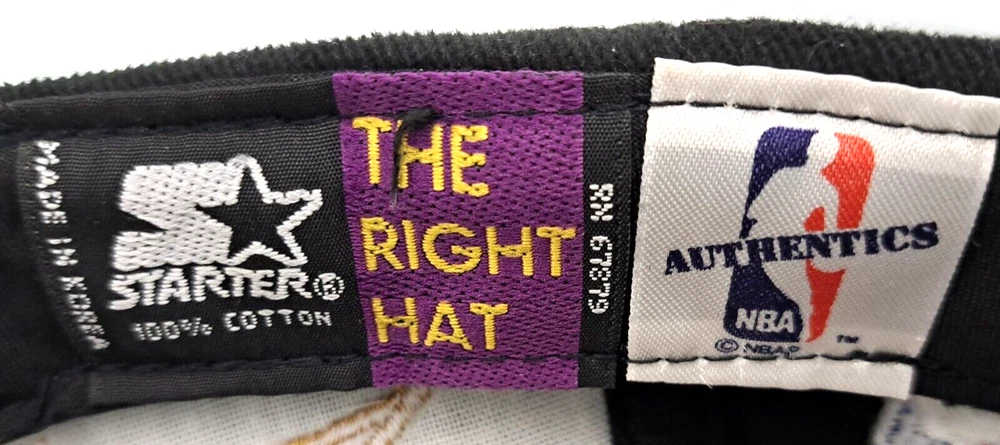 MADE IN KOREA
STARTER®
100% COTTON
THE
RIGHT
HAT
RN 67879
AUTHENTICS
NBA
™
© NBAP